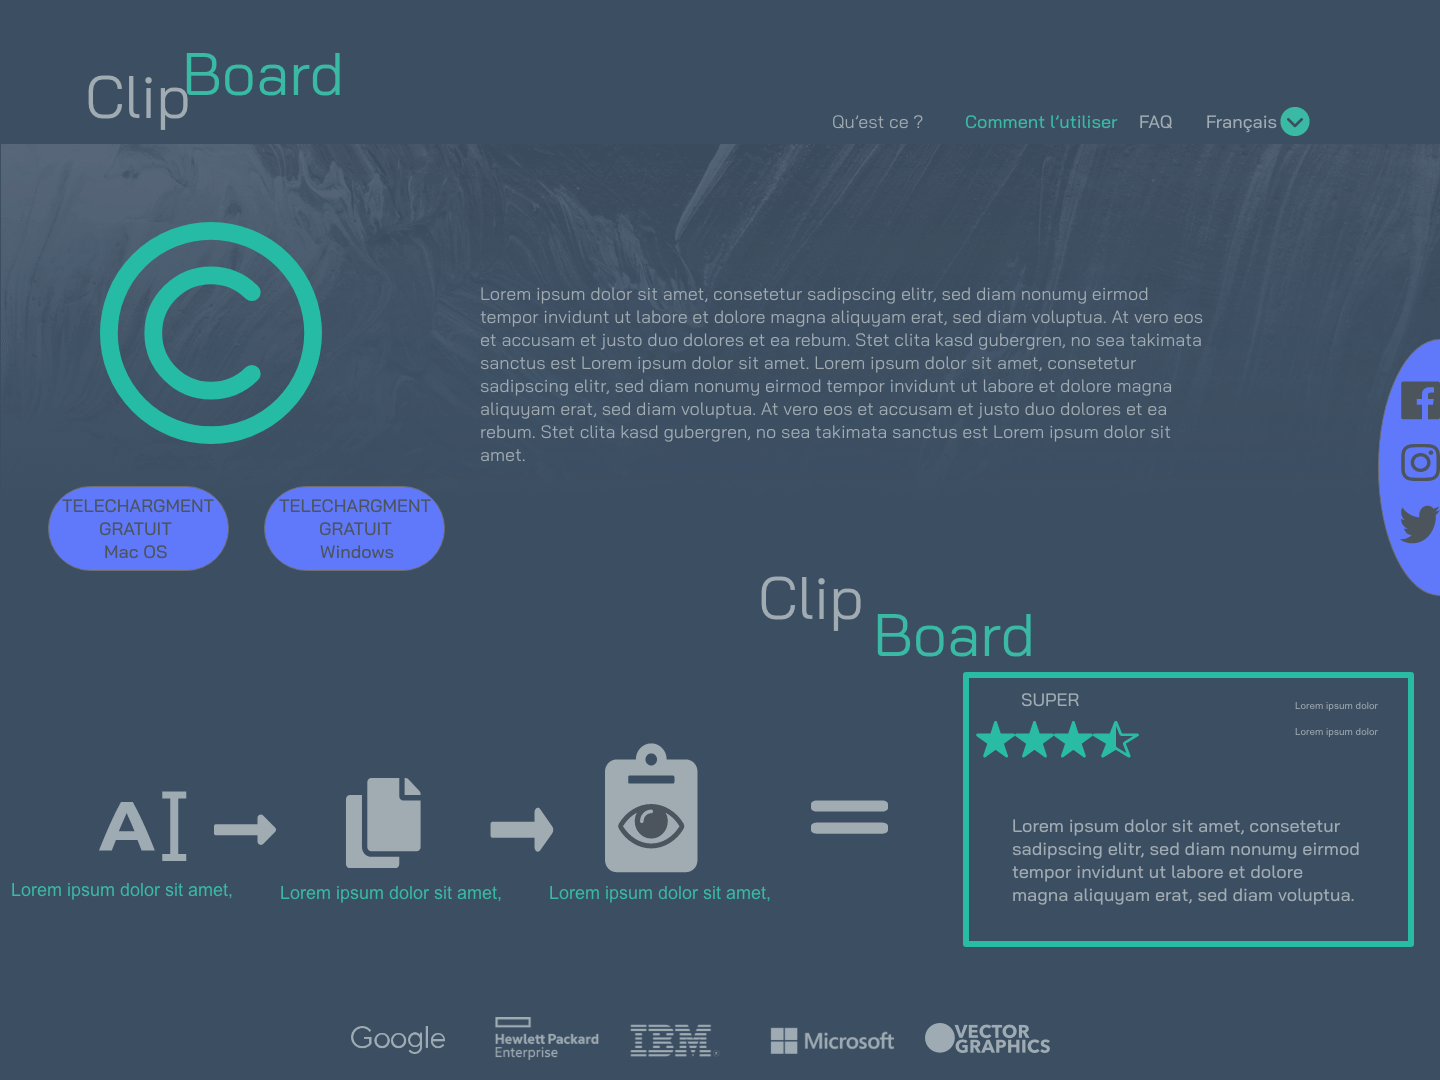 Clip Board
Qu'est ce ? Comment l'utiliser FAQ Français
Lorem ipsum dolor sit amet, consetetur sadipscing elitr, sed diam nonumy eirmod
tempor invidunt ut labore et dolore magna aliquyam erat, sed diam voluptua. At vero eos
et accusam et justo duo dolores et ea rebum. Stet clita kasd gubergren, no sea takimata
sanctus est Lorem ipsum dolor sit amet. Lorem ipsum dolor sit amet, consetetur
sadipscing elitr, sed diam nonumy eirmod tempor invidunt ut labore et dolore magna
aliquyam erat, sed diam voluptua. At vero eos et accusam et justo duo dolores et ea
rebum. Stet clita kasd gubergren, no sea takimata sanctus est Lorem ipsum dolor sit
amet.
TELECHARGMENT
GRATUIT
Mac OS
TELECHARGMENT
GRATUIT
Windows
Clip
Board
SUPER
Lorem ipsum dolor
Lorem ipsum dolor
Lorem ipsum dolor sit amet, consetetur
sadipscing elitr, sed diam nonumy eirmod
tempor invidunt ut labore et dolore
magna aliquyam erat, sed diam voluptua.
A
Lorem ipsum dolor sit amet,
Lorem ipsum dolor sit amet,
Lorem ipsum dolor sit amet,
Google
Hewlett Packard
Enterprise
IBM
Microsoft
VECTOR
GRAPHICS